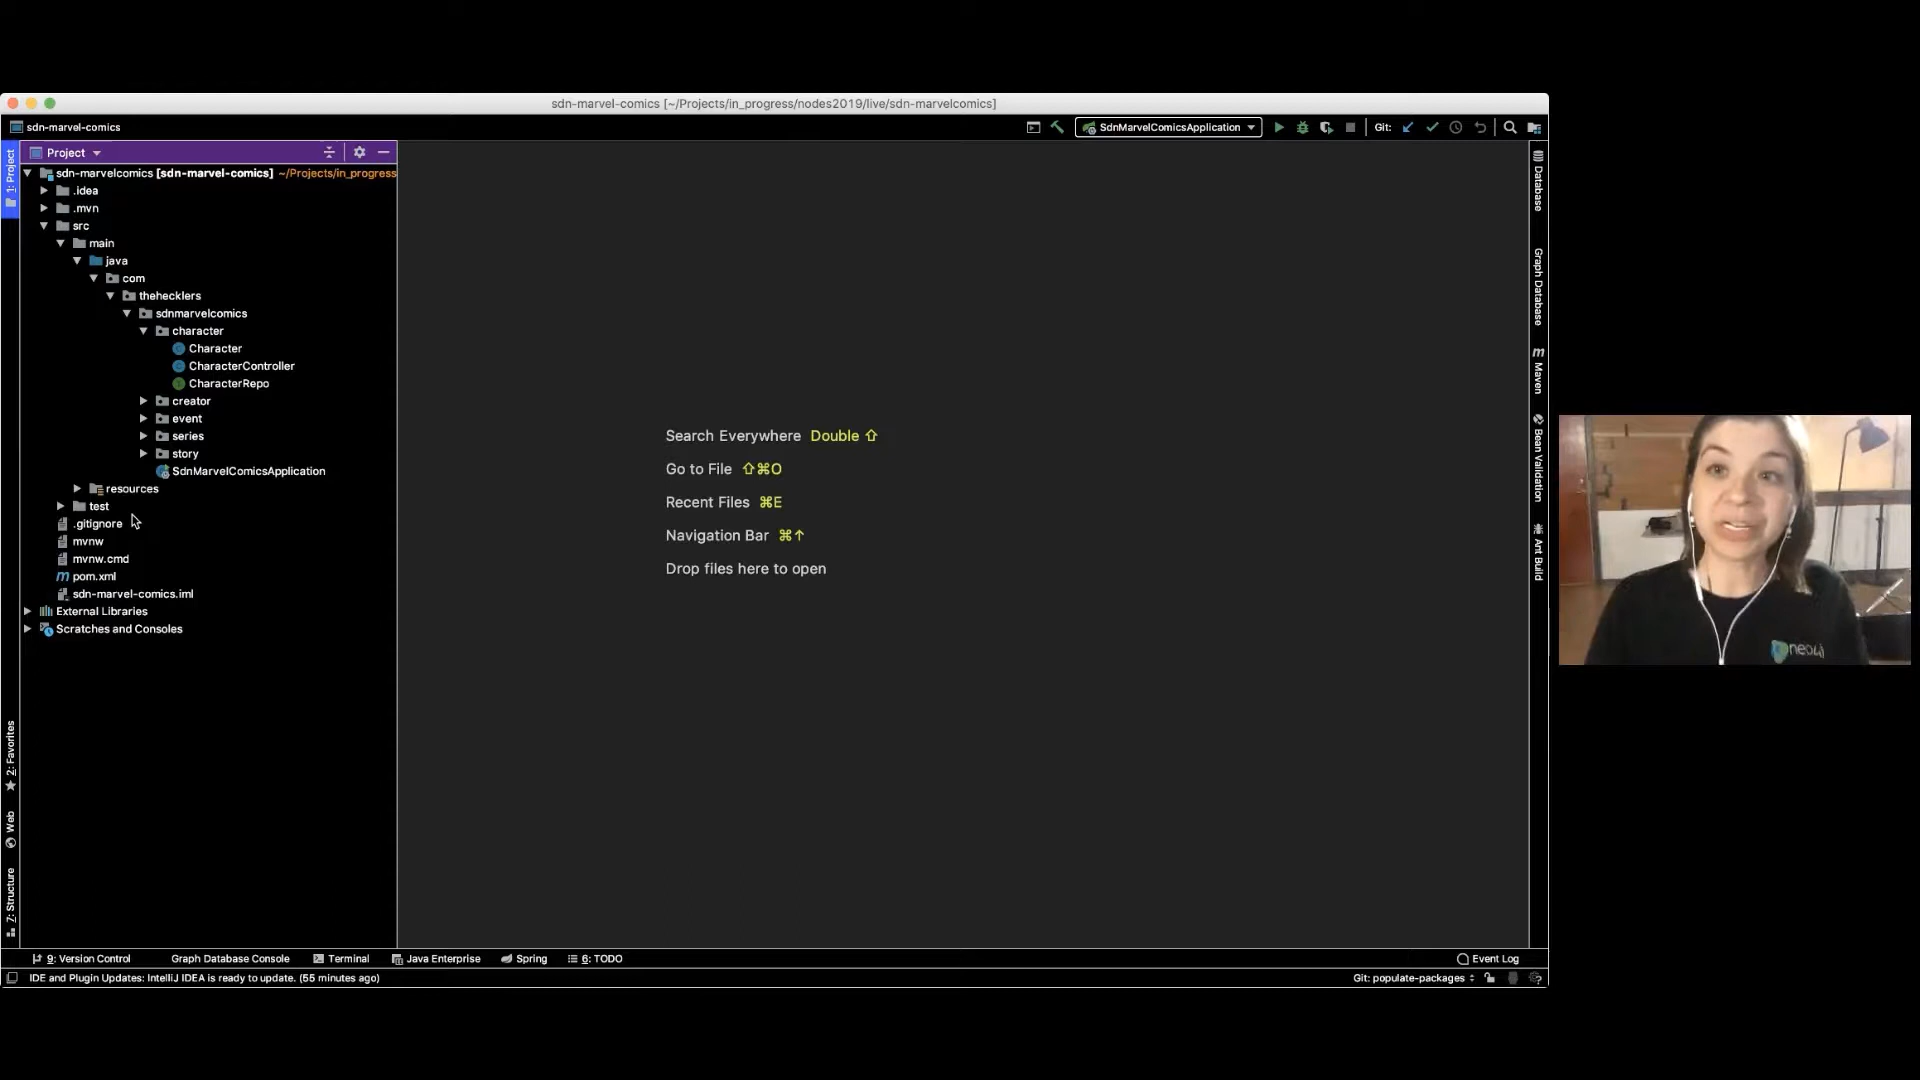 sdn-marvel-comics [~/Projects/in_progress/nodes2019/live/sdn-marvelcomics]
sdn-marvel-comics
SdnMarvelComicsApplication
Git:
1: Project
Project
sdn-marvelcomics [sdn-marvel-comics] ~/Projects/in_progress
.idea
.mvn
src
main
java
com
thehecklers
sdnmarvelcomics
character
Character
CharacterController
CharacterRepo
creator
event
series
story
SdnMarvelComicsApplication
resources
test
.gitignore
mvnw
mvnw.cmd
pom.xml
sdn-marvel-comics.iml
External Libraries
Scratches and Consoles
Search Everywhere Double ⇧
Go to File ⇧⌘O
Recent Files ⌘E
Navigation Bar ⌘↑
Drop files here to open
Database
Graph Database
Maven
Bean Validation
Ant Build
2: Favorites
Web
7: Structure
9: Version Control
Graph Database Console
Terminal
Java Enterprise
Spring
6: TODO
Event Log
IDE and Plugin Updates: IntelliJ IDEA is ready to update. (55 minutes ago)
Git: populate-packages